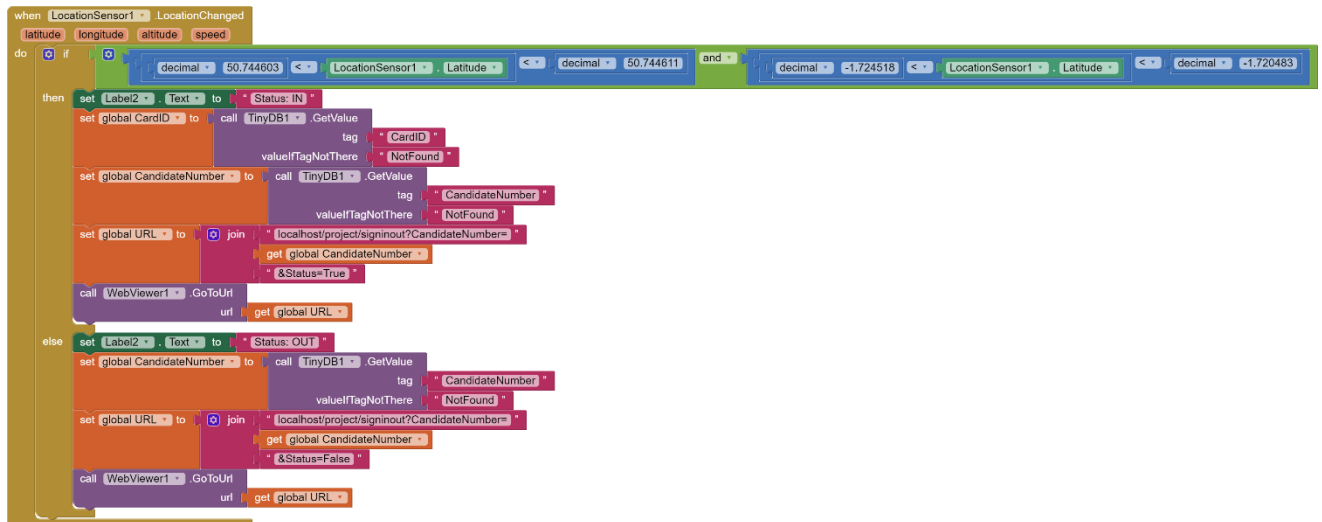 when LocationSensor1 .LocationChanged
latitude longitude altitude speed
do if decimal 50.744603 < LocationSensor1 . Latitude < decimal 50.744611 and decimal -1.724518 < LocationSensor1 . Latitude < decimal -1.720483
then set Label2 . Text to " Status: IN "
set global CardID to call TinyDB1 .GetValue
tag " CardID "
valueIfTagNotThere " NotFound "
set global CandidateNumber to call TinyDB1 .GetValue
tag " CandidateNumber "
valueIfTagNotThere " NotFound "
set global URL to join " localhost/project/signinout?CandidateNumber= "
get global CandidateNumber
" &Status=True "
call WebViewer1 .GoToUrl
url get global URL
else set Label2 . Text to " Status: OUT "
set global CandidateNumber to call TinyDB1 .GetValue
tag " CandidateNumber "
valueIfTagNotThere " NotFound "
set global URL to join " localhost/project/signinout?CandidateNumber= "
get global CandidateNumber
" &Status=False "
call WebViewer1 .GoToUrl
url get global URL